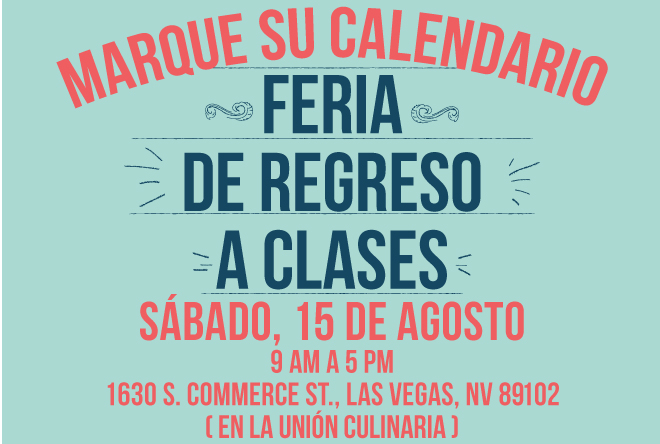 MARQUE SU CALENDARIO
FERIA
DE REGRESO
A CLASES
SÁBADO, 15 DE AGOSTO
9 AM A 5 PM
1630 S. COMMERCE ST., LAS VEGAS, NV 89102
( EN LA UNIÓN CULINARIA )